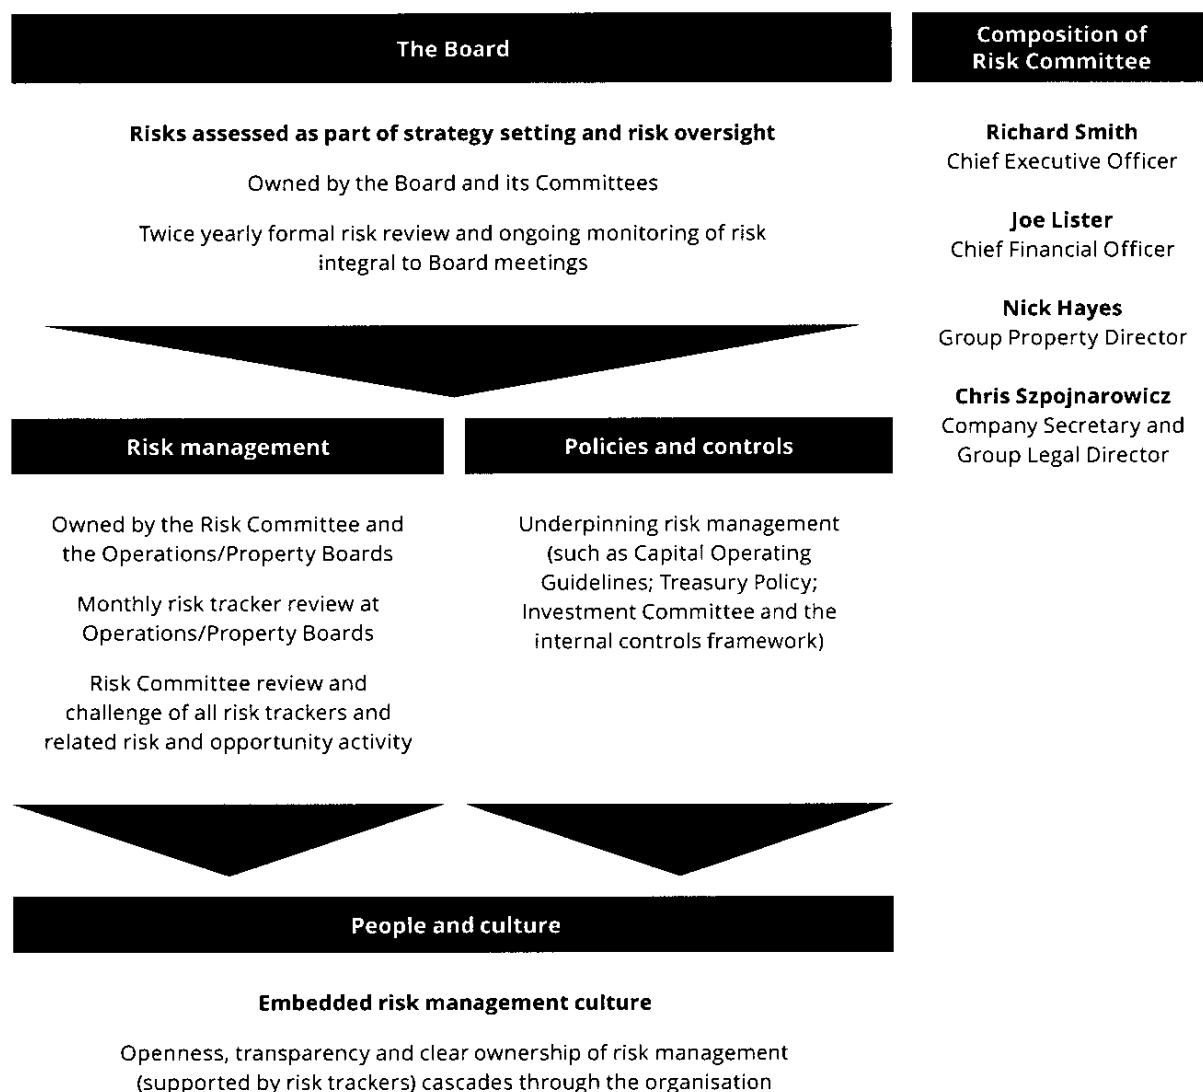 The Board
Risks assessed as part of strategy setting and risk oversight
Owned by the Board and its Committees
Twice yearly formal risk review and ongoing monitoring of risk
integral to Board meetings
Composition of
Risk Committee
Richard Smith
Chief Executive Officer
Joe Lister
Chief Financial Officer
Nick Hayes
Group Property Director
Chris Szpojnarowicz
Company Secretary and
Group Legal Director
Risk management
Owned by the Risk Committee and
the Operations/Property Boards
Monthly risk tracker review at
Operations/Property Boards
Risk Committee review and
challenge of all risk trackers and
related risk and opportunity activity
Policies and controls
Underpinning risk management
(such as Capital Operating
Guidelines; Treasury Policy;
Investment Committee and the
internal controls framework)
People and culture
Embedded risk management culture
Openness, transparency and clear ownership of risk management
(supported by risk trackers) cascades through the organisation